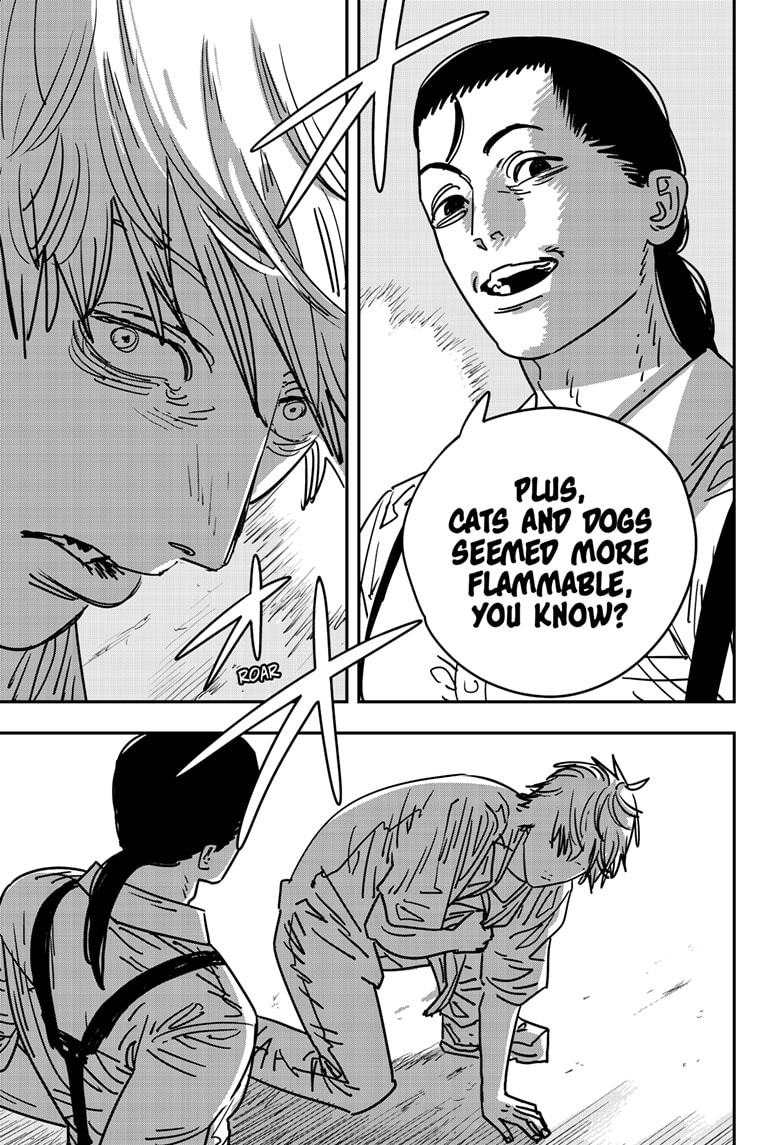 PLUS,
CATS AND DOGS
SEEMED MORE
FLAMMABLE,
YOU KNOW?
ROAR